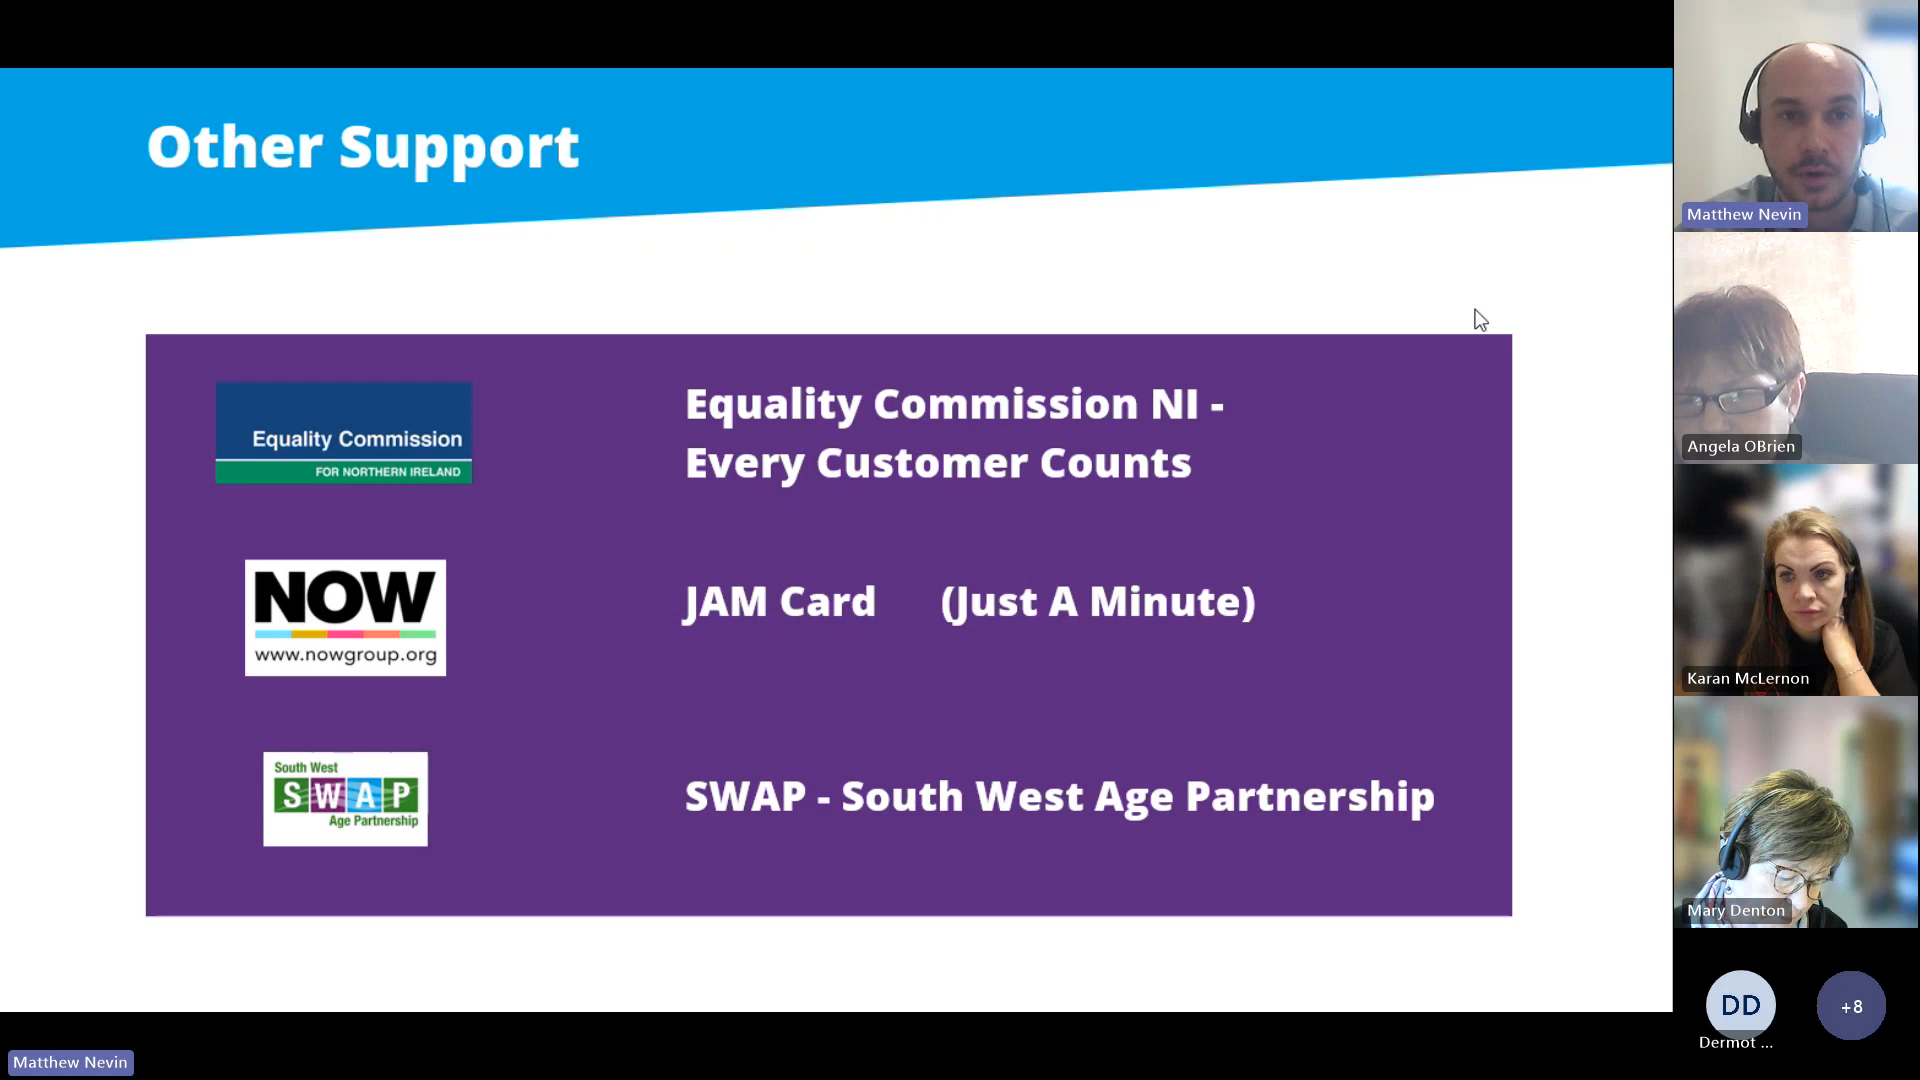 Other Support
Equality Commission
FOR NORTHERN IRELAND
Equality Commission NI -
Every Customer Counts
NOW
www.nowgroup.org
JAM Card (Just A Minute)
South West
SWAP
Age Partnership
SWAP - South West Age Partnership
Matthew Nevin
Angela OBrien
Karan McLernon
Mary Denton
DD
Dermot ...
+8
Matthew Nevin